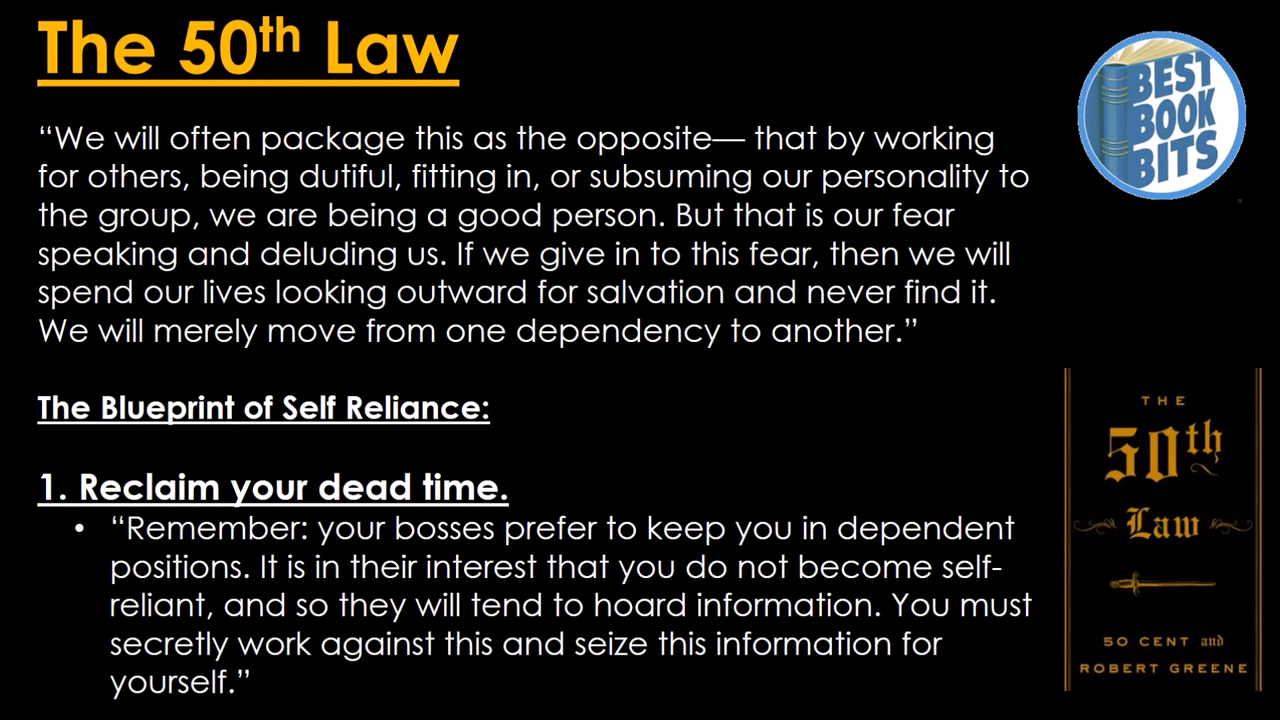 The 50th Law
“We will often package this as the opposite— that by working
for others, being dutiful, fitting in, or subsuming our personality to
the group, we are being a good person. But that is our fear
speaking and deluding us. If we give in to this fear, then we will
spend our lives looking outward for salvation and never find it.
We will merely move from one dependency to another.”
The Blueprint of Self Reliance:
1. Reclaim your dead time.
• “Remember: your bosses prefer to keep you in dependent
positions. It is in their interest that you do not become self-
reliant, and so they will tend to hoard information. You must
secretly work against this and seize this information for
yourself.”
BEST
BOOK
BITS
THE
50th
Law
50 CENT and
ROBERT GREENE